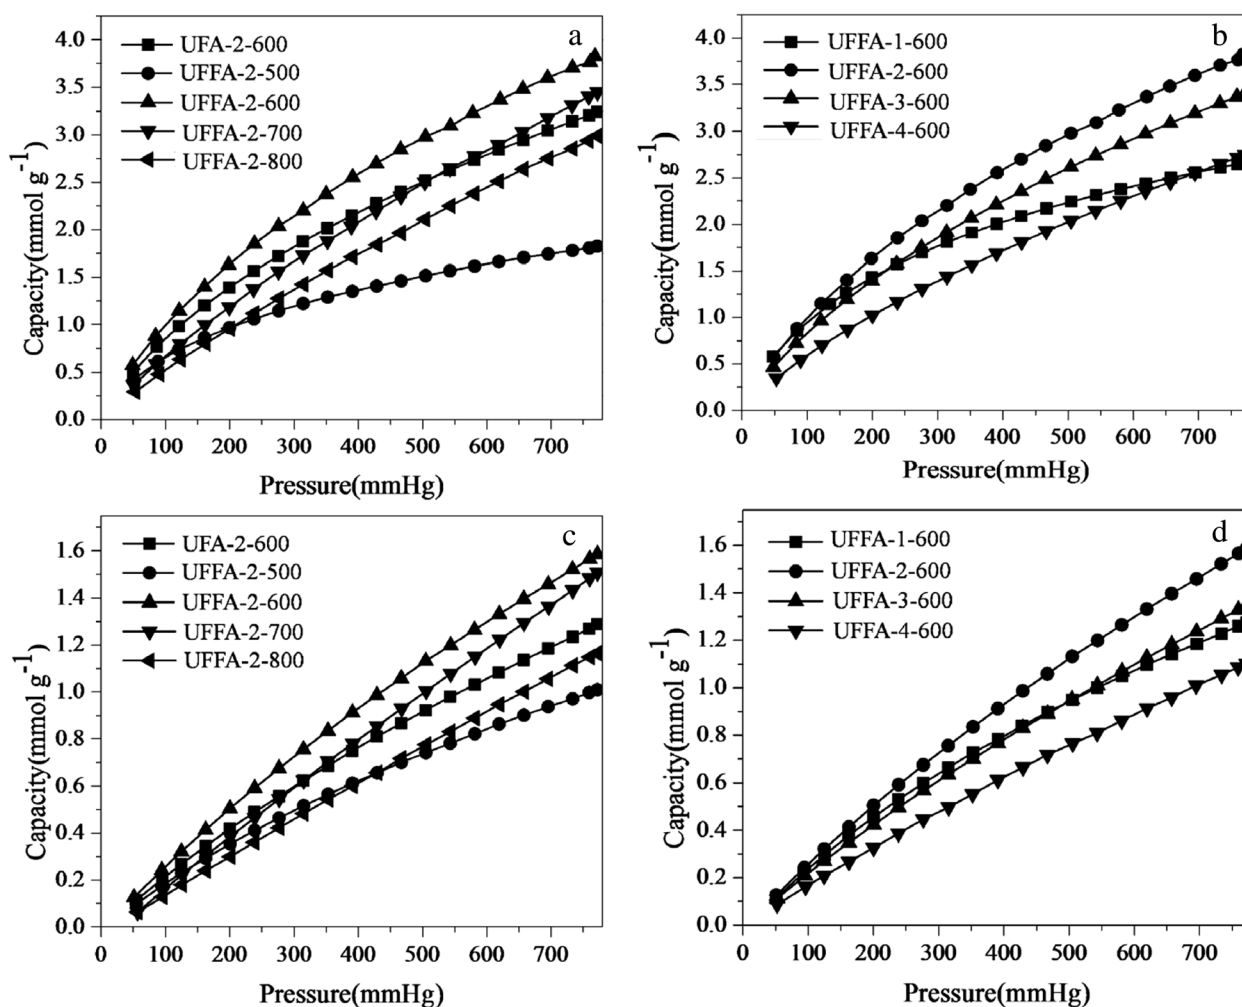 a
UFA-2-600
UFFA-2-500
UFFA-2-600
UFFA-2-700
UFFA-2-800
4.0
3.5
3.0
2.5
2.0
1.5
1.0
0.5
0.0
Capacity(mmol g-1)
0 100 200 300 400 500 600 700
Pressure(mmHg)
b
UFFA-1-600
UFFA-2-600
UFFA-3-600
UFFA-4-600
4.0
3.5
3.0
2.5
2.0
1.5
1.0
0.5
0.0
Capacity(mmol g-1)
0 100 200 300 400 500 600 700
Pressure(mmHg)
c
UFA-2-600
UFFA-2-500
UFFA-2-600
UFFA-2-700
UFFA-2-800
1.6
1.4
1.2
1.0
0.8
0.6
0.4
0.2
0.0
Capacity(mmol g-1)
0 100 200 300 400 500 600 700
Pressure(mmHg)
d
UFFA-1-600
UFFA-2-600
UFFA-3-600
UFFA-4-600
1.6
1.4
1.2
1.0
0.8
0.6
0.4
0.2
0.0
Capacity(mmol g-1)
0 100 200 300 400 500 600 700
Pressure(mmHg)